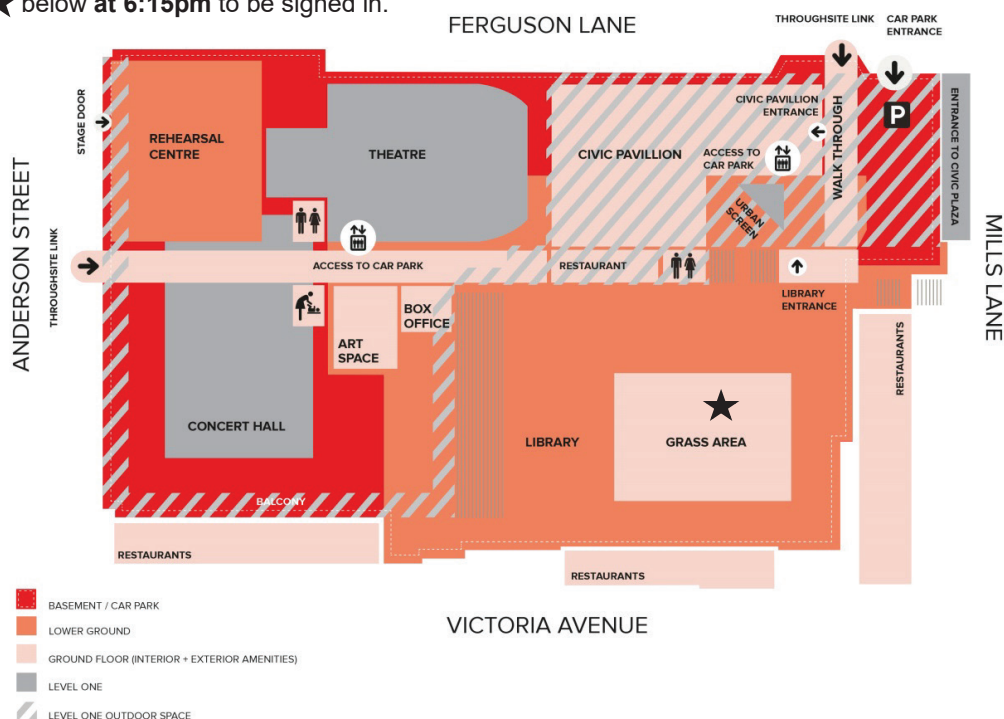 ★ below at 6:15pm to be signed in.
FERGUSON LANE
THROUGHSITE LINK
CAR PARK
ENTRANCE
STAGE DOOR
REHEARSAL
CENTRE
THEATRE
CIVIC PAVILLION
CIVIC PAVILLION
ENTRANCE
ACCESS TO
CAR PARK
WALK THROUGH
P
ENTRANCE TO CIVIC PLAZA
URBAN
SCREEN
ANDERSON STREET
MILLS LANE
THROUGHSITE LINK
ACCESS TO CAR PARK
RESTAURANT
LIBRARY
ENTRANCE
BOX
OFFICE
ART
SPACE
RESTAURANTS
CONCERT HALL
LIBRARY
GRASS AREA
BALCONY
RESTAURANTS
RESTAURANTS
VICTORIA AVENUE
BASEMENT / CAR PARK
LOWER GROUND
GROUND FLOOR (INTERIOR + EXTERIOR AMENITIES)
LEVEL ONE
LEVEL ONE OUTDOOR SPACE